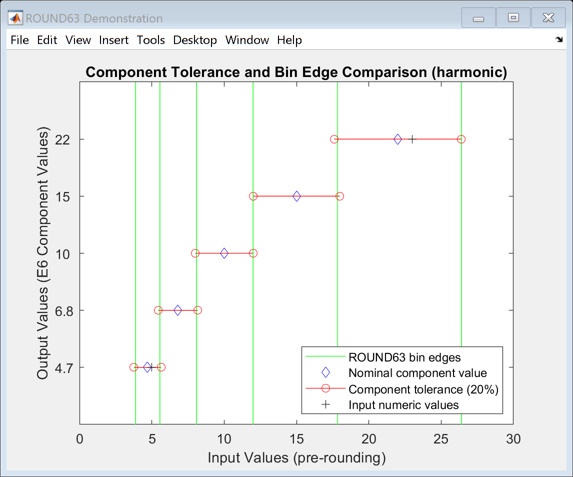 ROUND63 Demonstration
File Edit View Insert Tools Desktop Window Help
Component Tolerance and Bin Edge Comparison (harmonic)
Output Values (E6 Component Values)
22
15
10
6.8
4.7
ROUND63 bin edges
Nominal component value
Component tolerance (20%)
Input numeric values
0 5 10 15 20 25 30
Input Values (pre-rounding)